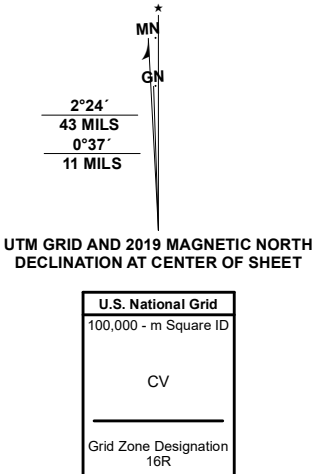 ★
MN
GN
2°24´
43 MILS
0°37´
11 MILS
UTM GRID AND 2019 MAGNETIC NORTH
DECLINATION AT CENTER OF SHEET
U.S. National Grid
100,000 - m Square ID
CV
Grid Zone Designation
16R